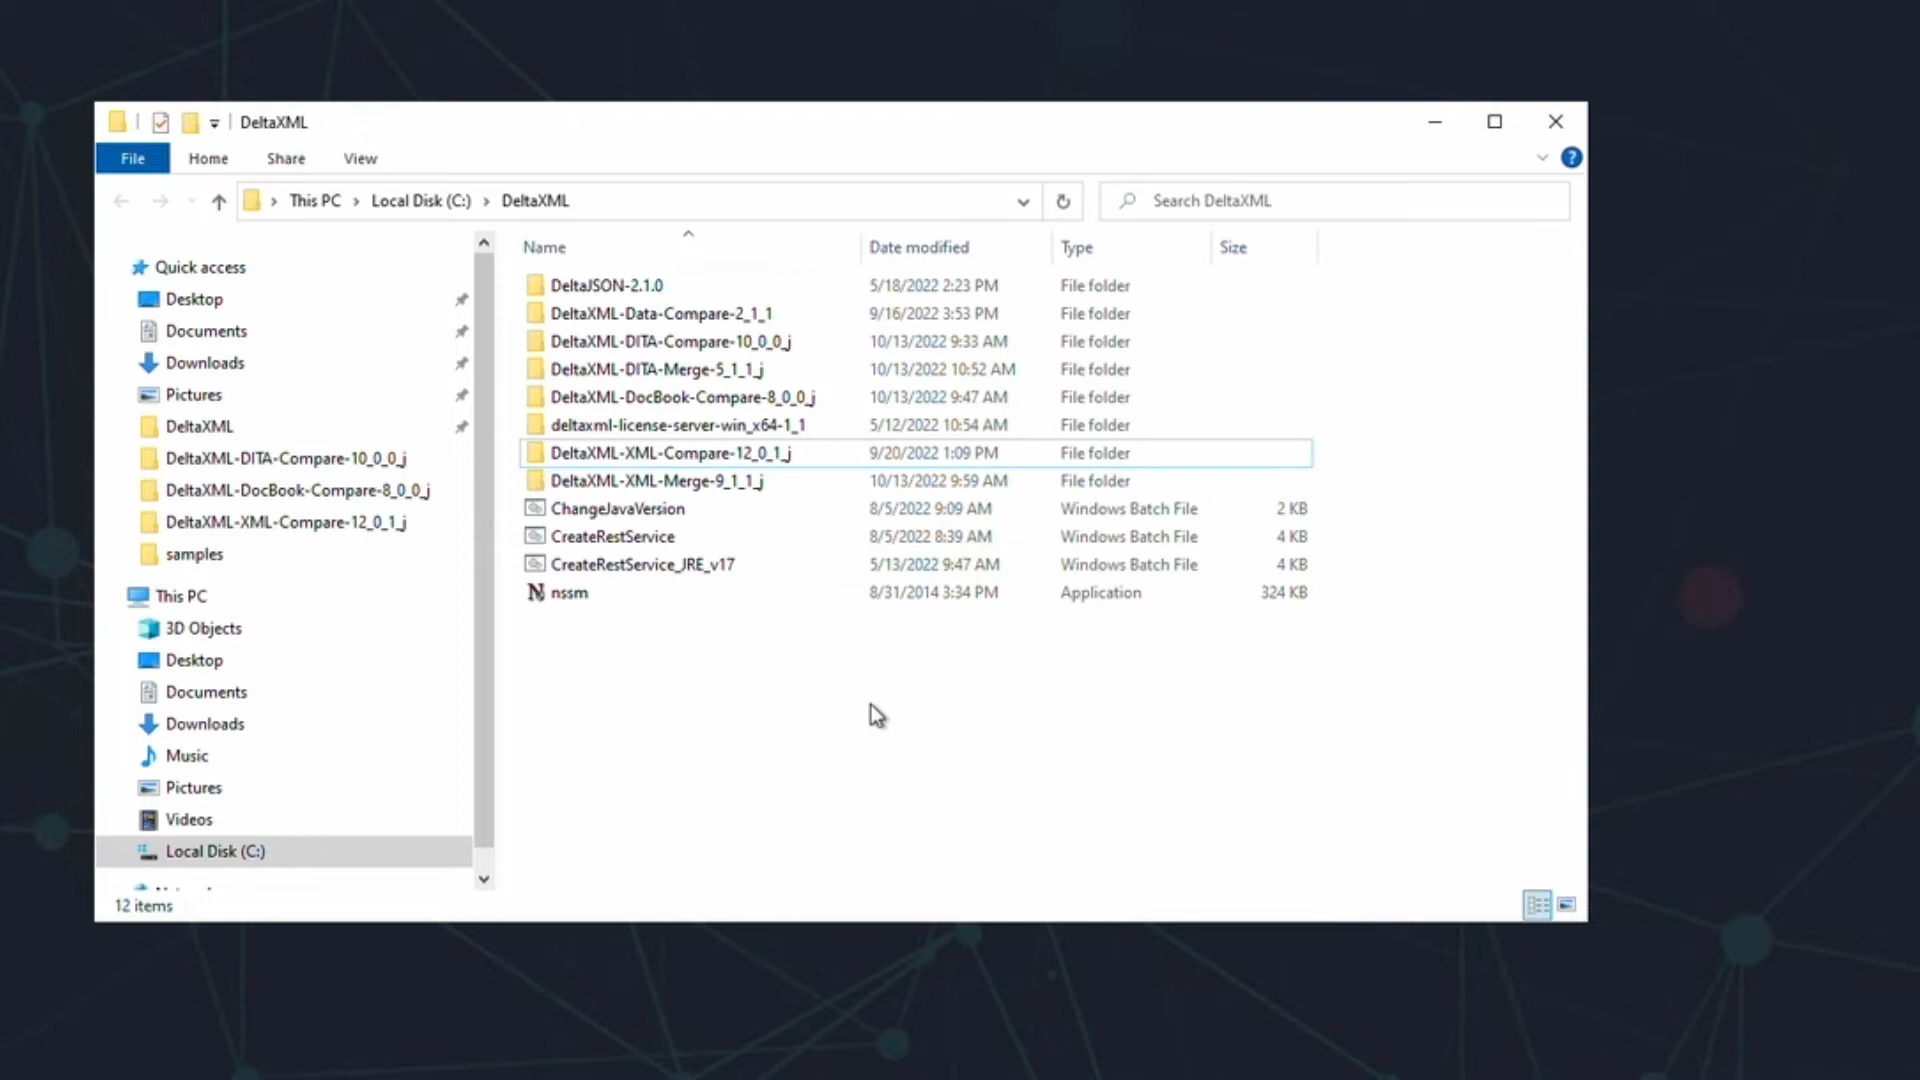 DeltaXML
File Home Share View
This PC Local Disk (C:) DeltaXML Search DeltaXML
Name Date modified Type Size
Quick access
Desktop
Documents
Downloads
Pictures
DeltaXML
DeltaXML-DITA-Compare-10_0_0_j
DeltaXML-DocBook-Compare-8_0_0_j
DeltaXML-XML-Compare-12_0_1_j
samples
This PC
3D Objects
Desktop
Documents
Downloads
Music
Pictures
Videos
Local Disk (C:)
DeltaJSON-2.1.0 5/18/2022 2:23 PM File folder
DeltaXML-Data-Compare-2_1_1 9/16/2022 3:53 PM File folder
DeltaXML-DITA-Compare-10_0_0_j 10/13/2022 9:33 AM File folder
DeltaXML-DITA-Merge-5_1_1_j 10/13/2022 10:52 AM File folder
DeltaXML-DocBook-Compare-8_0_0_j 10/13/2022 9:47 AM File folder
deltaxml-license-server-win_x64-1_1 5/12/2022 10:54 AM File folder
DeltaXML-XML-Compare-12_0_1_j 9/20/2022 1:09 PM File folder
DeltaXML-XML-Merge-9_1_1_j 10/13/2022 9:59 AM File folder
ChangeJavaVersion 8/5/2022 9:09 AM Windows Batch File 2 KB
CreateRestService 8/5/2022 8:39 AM Windows Batch File 4 KB
CreateRestService_JRE_v17 5/13/2022 9:47 AM Windows Batch File 4 KB
nssm 8/31/2014 3:34 PM Application 324 KB
12 items